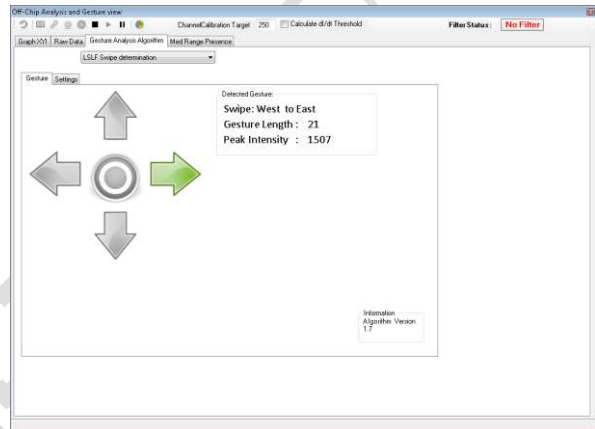 Off-Chip Analysis and Gesture view
ChannelCalibration Target 250 Calculate dI/dt Threshold Filter Status: No Filter
Graph XY1 Raw Data Gesture Analysis Algorithm Med Range Presence
LSLF Swipe determination
Gesture Settings
Detected Gesture:
Swipe: West to East
Gesture Length : 21
Peak Intensity : 1507
Information
Algorithm Version
1.7